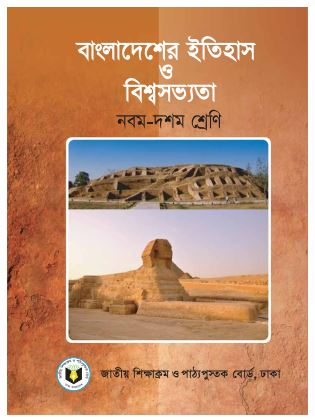 বাংলাদেশের ইতিহাস
ও
বিশ্বসভ্যতা
নবম-দশম শ্রেণি
জাতীয় শিক্ষাক্রম ও পাঠ্যপুস্তক বোর্ড, ঢাকা